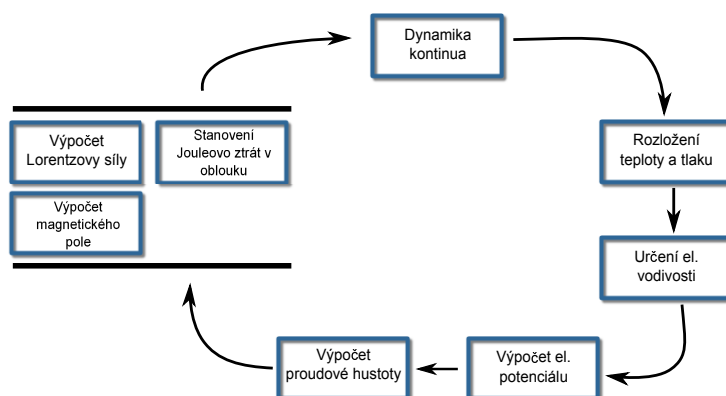 Dynamika
kontinua
Výpočet
Lorentzovy síly
Stanovení
Jouleovo ztrát v
oblouku
Rozložení
teploty a tlaku
Výpočet
magnetického
pole
Určení el.
vodivosti
Výpočet
proudové hustoty
Výpočet el.
potenciálu